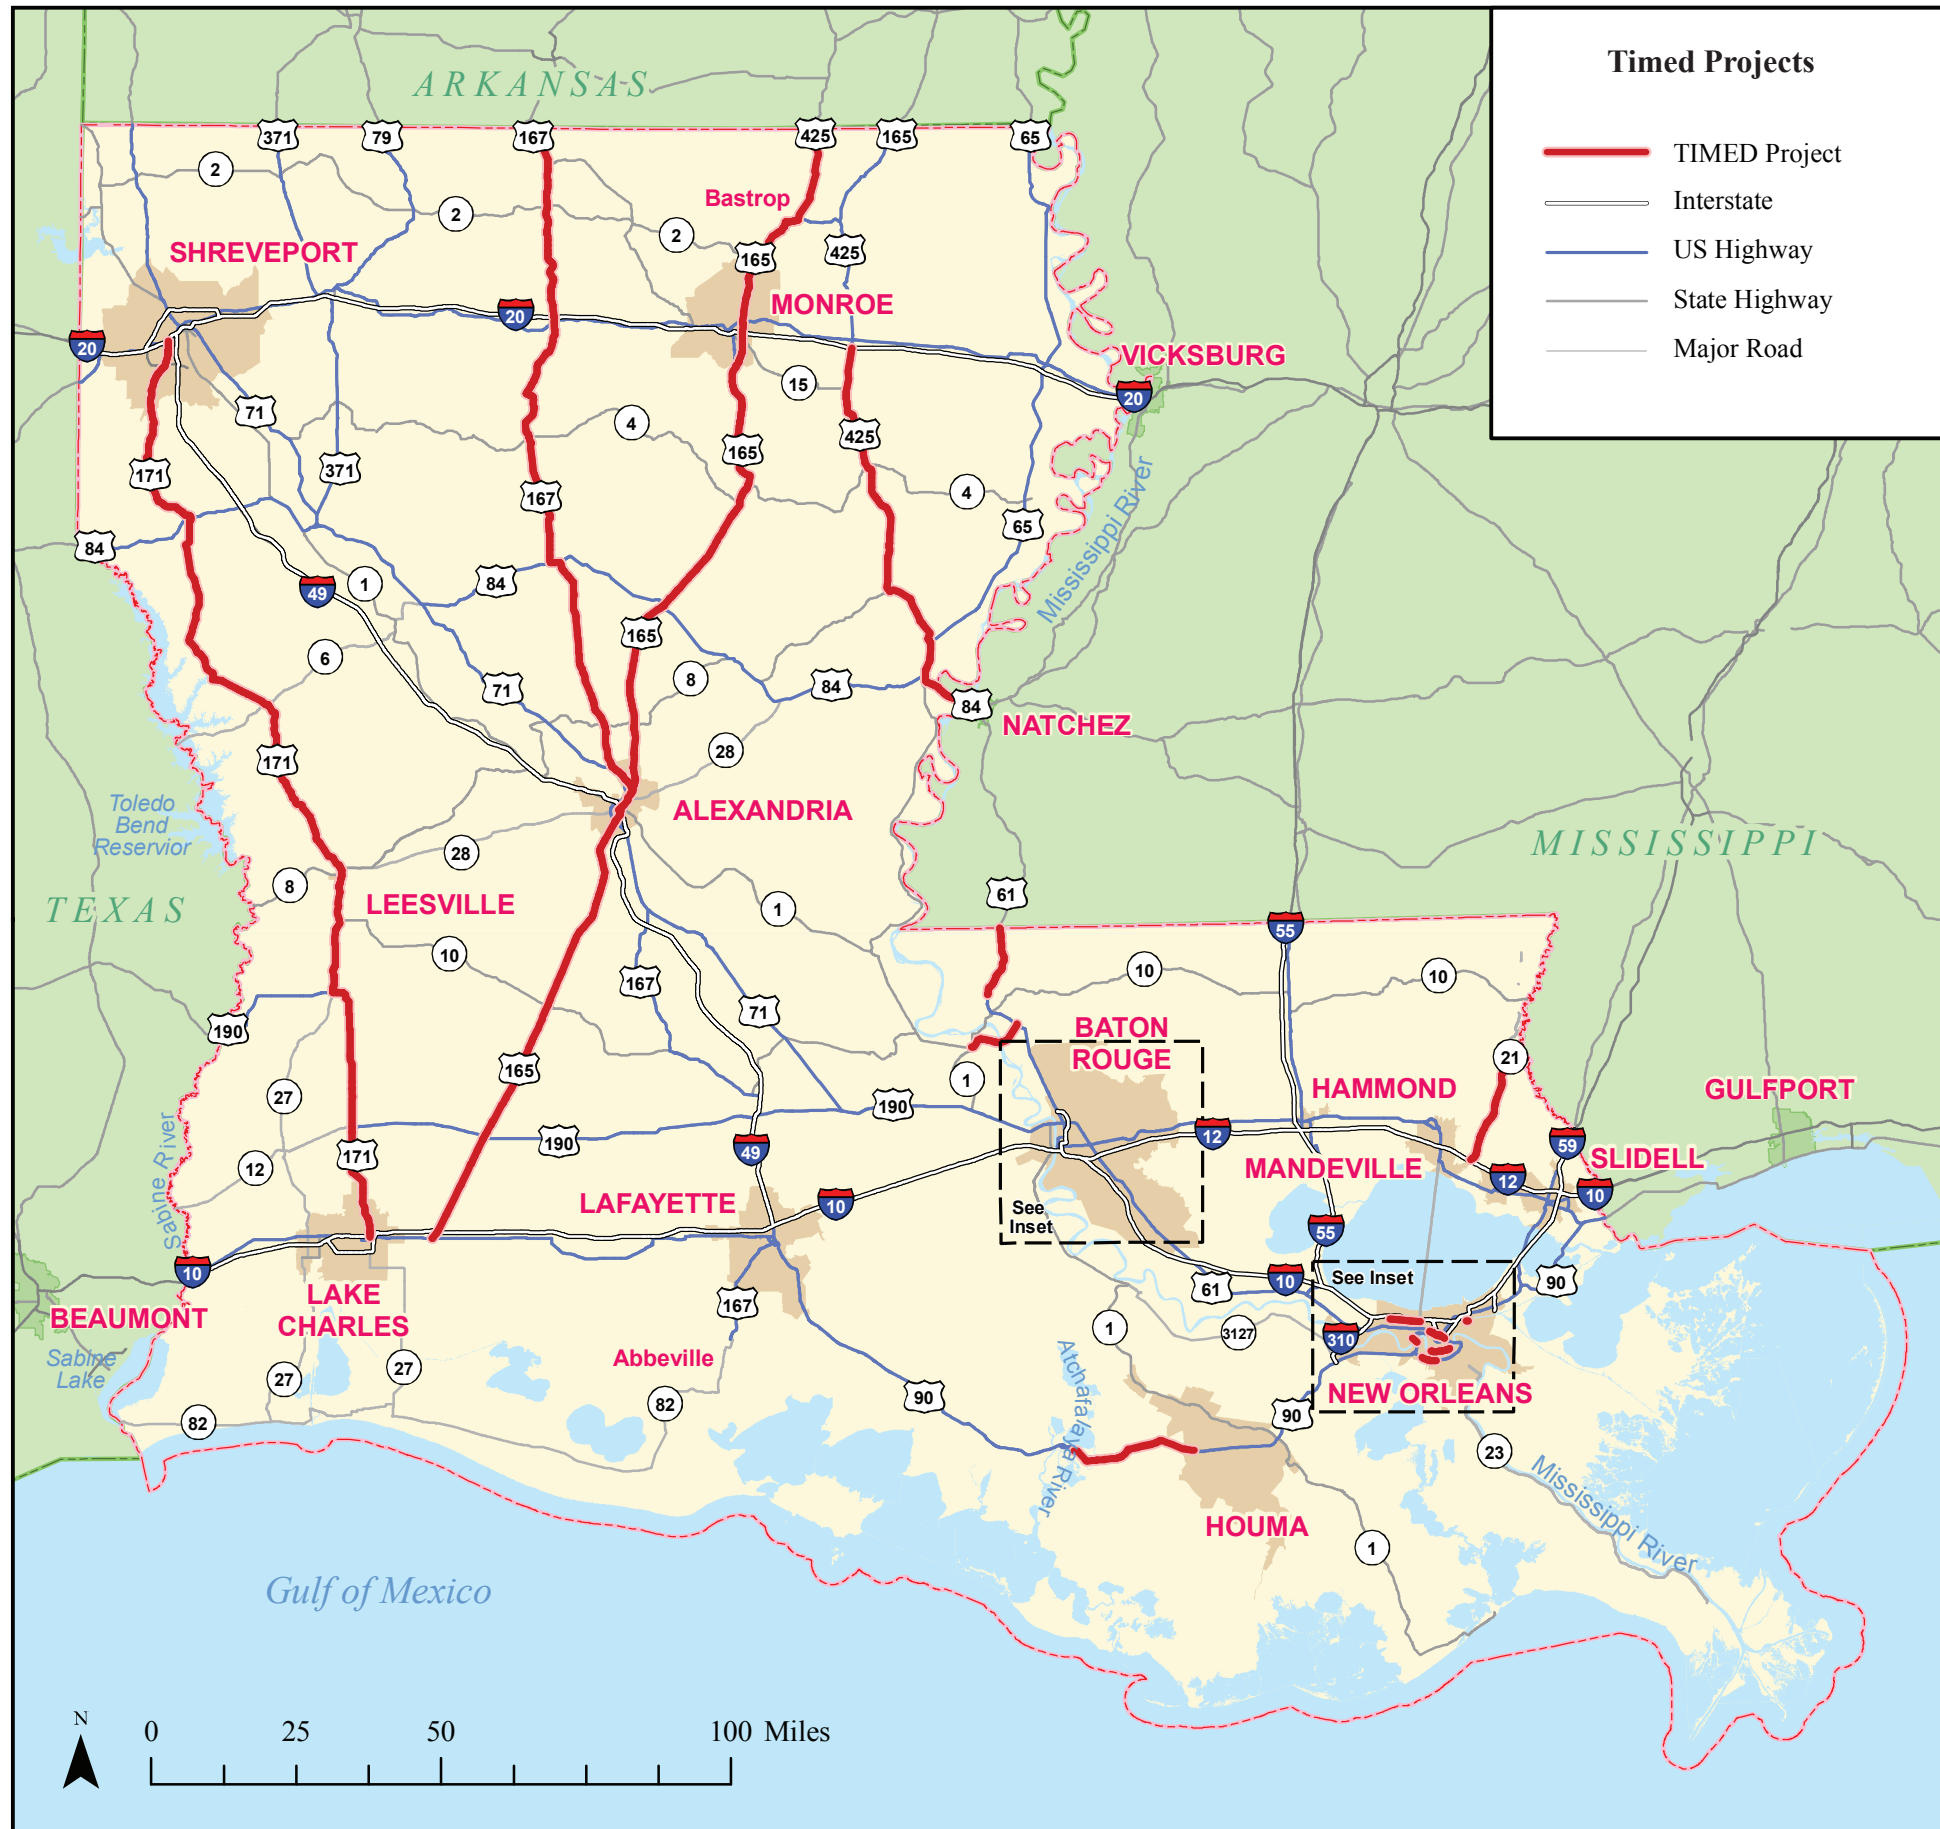 Timed Projects
TIMED Project
Interstate
US Highway
State Highway
Major Road
ARKANSAS
371
79
167
425
165
65
2
2
2
Bastrop
425
165
SHREVEPORT
MONROE
20
20
VICKSBURG
20
15
71
4
425
165
371
171
167
4
65
Mississippi River
84
49
1
84
165
6
8
71
84
84
NATCHEZ
28
171
Toledo
Bend
Reservior
ALEXANDRIA
MISSISSIPPI
28
8
TEXAS
LEESVILLE
1
61
55
10
10
10
167
71
190
BATON
ROUGE
21
165
1
27
190
HAMMOND
GULFPORT
190
12
59
49
171
12
MANDEVILLE
SLIDELL
12
10
Sabine River
LAFAYETTE
10
See
Inset
55
10
10
61
See Inset
90
LAKE
CHARLES
BEAUMONT
167
1
3127
310
Sabine
Lake
Abbeville
27
27
NEW ORLEANS
82
82
90
90
Atchafalaya River
23
Mississippi River
HOUMA
1
Gulf of Mexico
N
0
25
50
100 Miles